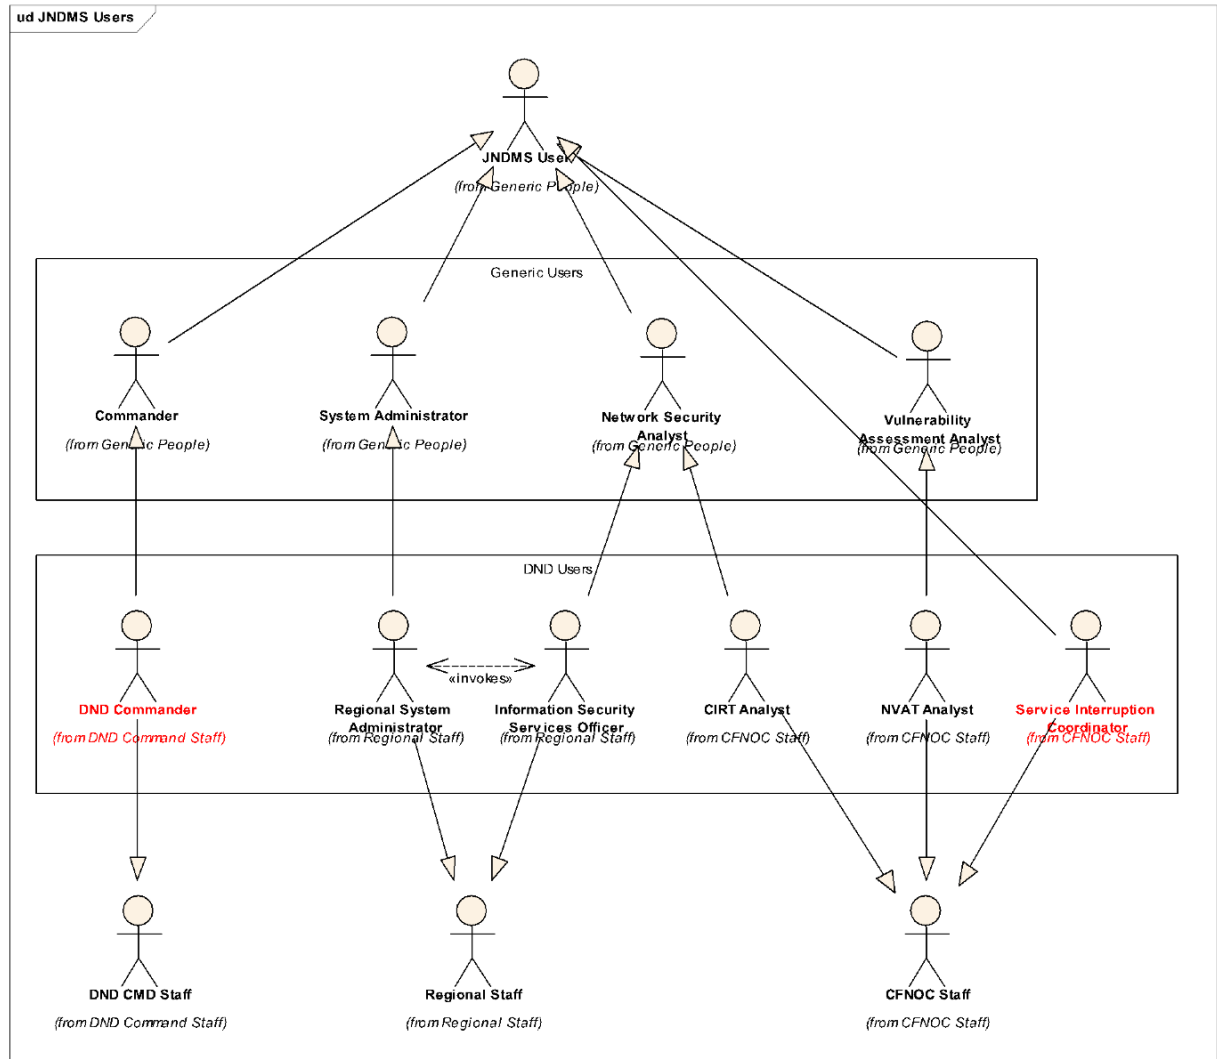 ud JNDMS Users
JNDMS User
(from Generic People)
Generic Users
Commander
(from Generic People)
System Administrator
(from Generic People)
Network Security
Analyst
(from Generic People)
Vulnerability
Assessment Analyst
(from Generic People)
DND Users
«invokes»
DND Commander
(from DND Command Staff)
Regional System
Administrator
(from Regional Staff)
Information Security
Services Officer
(from Regional Staff)
CIRT Analyst
(from CFNOC Staff)
NVAT Analyst
(from CFNOC Staff)
Service Interruption
Coordinator
(from CFNOC Staff)
DND CMD Staff
(from DND Command Staff)
Regional Staff
(from Regional Staff)
CFNOC Staff
(from CFNOC Staff)